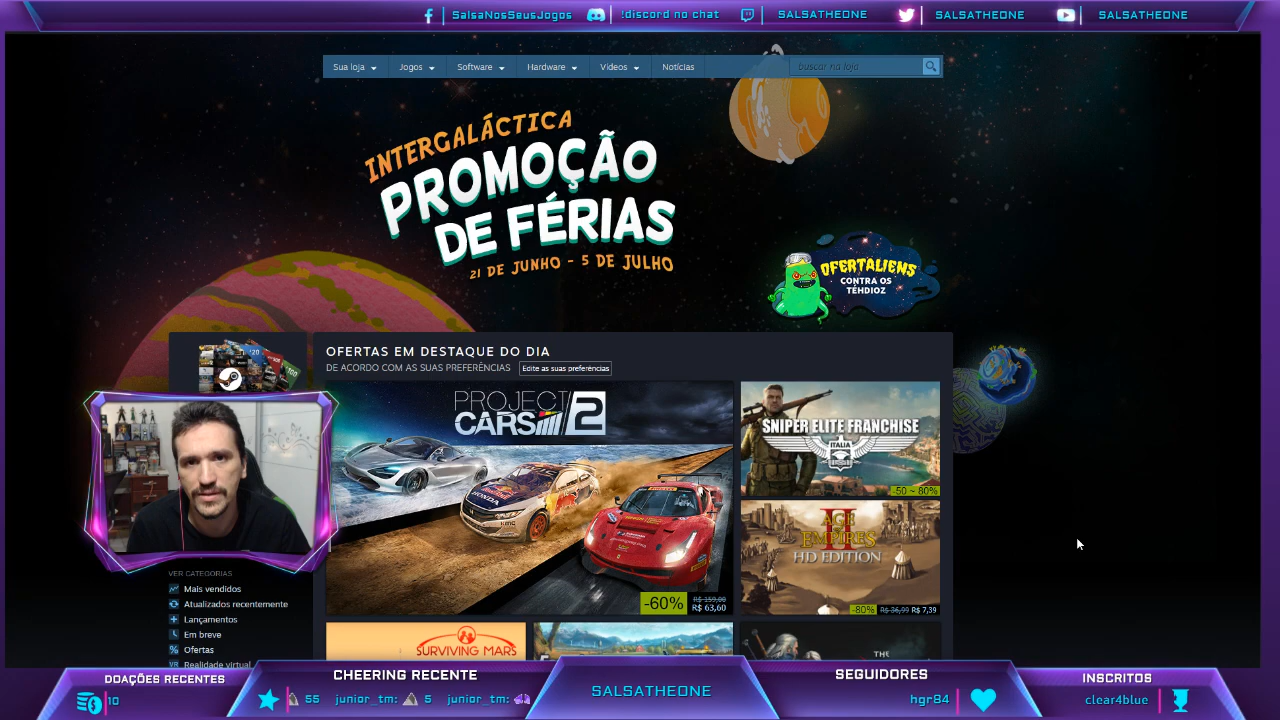 SalsaNosSeusJogos
!discord no chat
SALSATHEONE
SALSATHEONE
SALSATHEONE
Sua loja
Jogos
Software
Hardware
Vídeos
Notícias
buscar na loja
INTERGALÁCTICA
PROMOÇÃO
DE FÉRIAS
21 DE JUNHO - 5 DE JULHO
OFERTALIENS
CONTRA OS
TÉHDIOZ
OFERTAS EM DESTAQUE DO DIA
DE ACORDO COM AS SUAS PREFERÊNCIAS
Edite as suas preferências
PROJECT
CARS 2
HONDA
-60%
R$ 159,00
R$ 63,60
SNIPER ELITE FRANCHISE
ITALIA
-50 ~ 80%
AGE
OF
EMPIRES
II
HD EDITION
-80% R$ 36,99 R$ 7,39
SURVIVING MARS
THE
VER CATEGORIAS
Mais vendidos
Atualizados recentemente
Lançamentos
Em breve
Ofertas
VR Realidade virtual
DOAÇÕES RECENTES
10
CHEERING RECENTE
55 junior_tm: 5 junior_tm:
SALSATHEONE
SEGUIDORES
hgr84
INSCRITOS
clear4blue